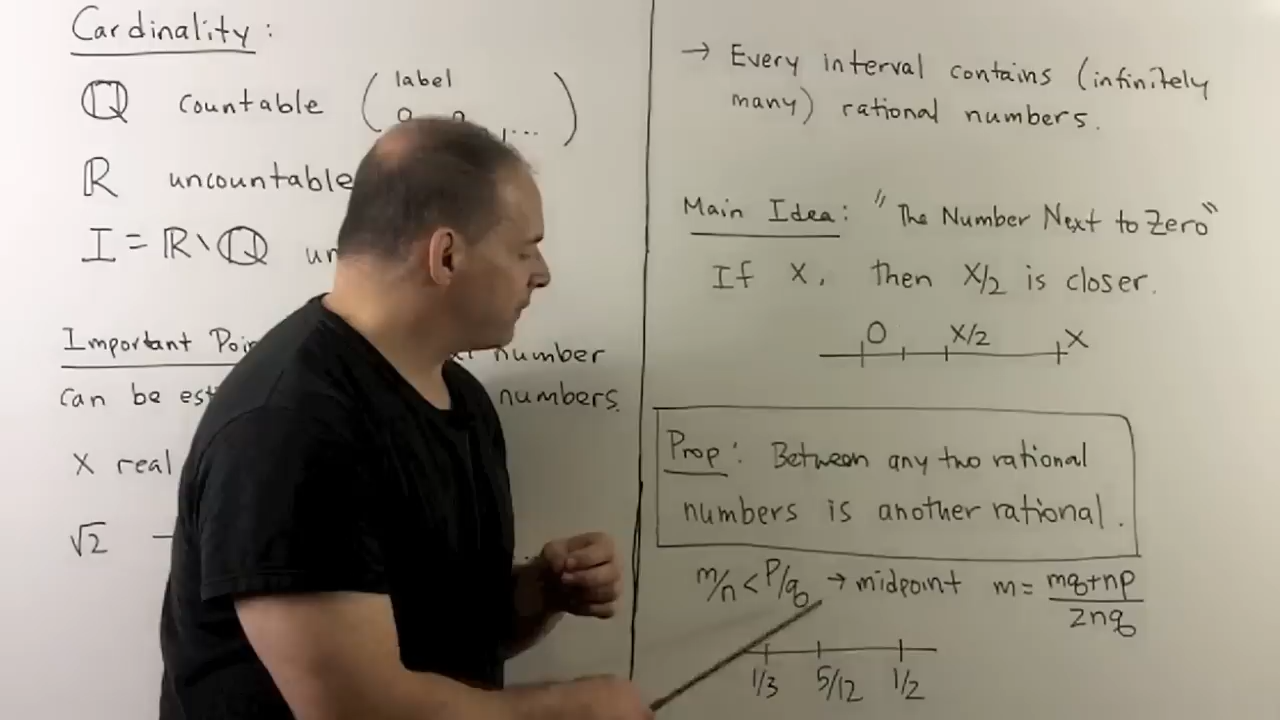 Cardinality:
ℚ countable ( label
, ... )
ℝ uncountable
I = ℝ \ ℚ
Important
number
can be numbers.
X real
√2
→ Every interval contains (infinitely
many) rational numbers.
Main Idea: "The Number Next to Zero"
If X, then X/2 is closer.
0 X/2 X
Prop: Between any two rational
numbers is another rational.
m/n < P/q → midpoint m = mq+np / 2nq
1/3 5/12 1/2